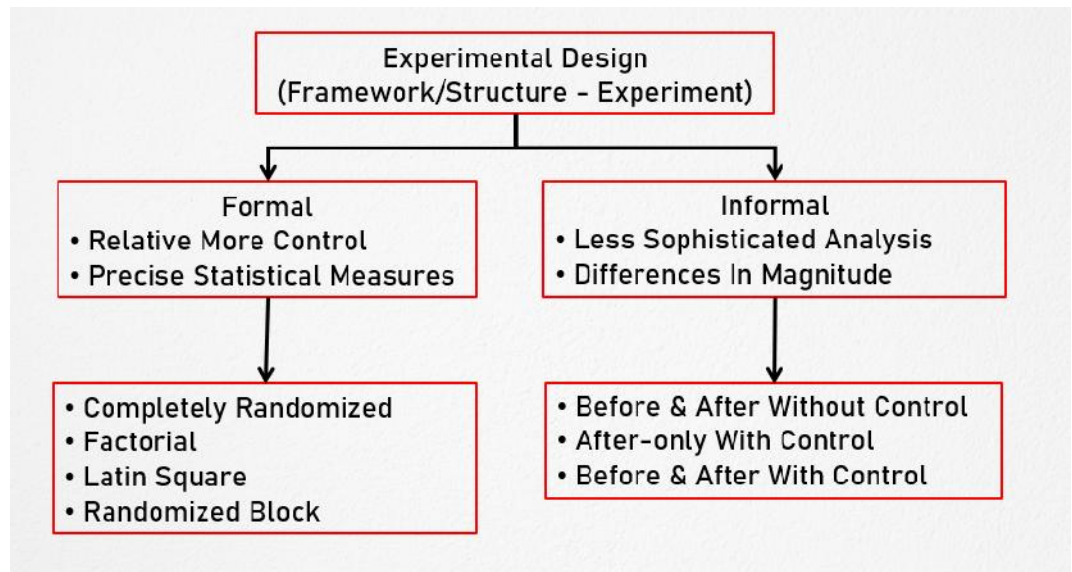 Experimental Design
(Framework/Structure - Experiment)
Formal
• Relative More Control
• Precise Statistical Measures
Informal
• Less Sophisticated Analysis
• Differences In Magnitude
• Completely Randomized
• Factorial
• Latin Square
• Randomized Block
• Before & After Without Control
• After-only With Control
• Before & After With Control